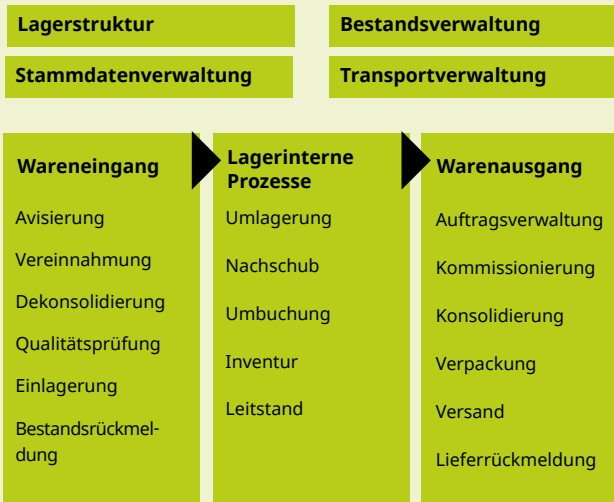 Lagerstruktur
Bestandsverwaltung
Stammdatenverwaltung
Transportverwaltung
Wareneingang
Avisierung
Vereinnahmung
Dekonsolidierung
Qualitätsprüfung
Einlagerung
Bestandsrückmel-
dung
Lagerinterne
Prozesse
Umlagerung
Nachschub
Umbuchung
Inventur
Leitstand
Warenausgang
Auftragsverwaltung
Kommissionierung
Konsolidierung
Verpackung
Versand
Lieferrückmeldung